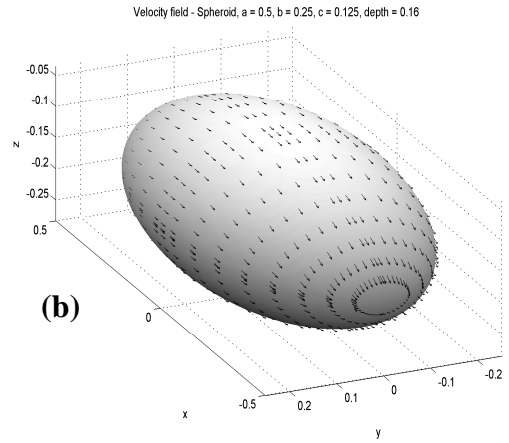 Velocity field - Spheroid, a = 0.5, b = 0.25, c = 0.125, depth = 0.16
-0.05
-0.1
-0.15
z
-0.2
-0.25
0.5
(b)
0
-0.5
x
0.2
0.1
0
-0.1
-0.2
y